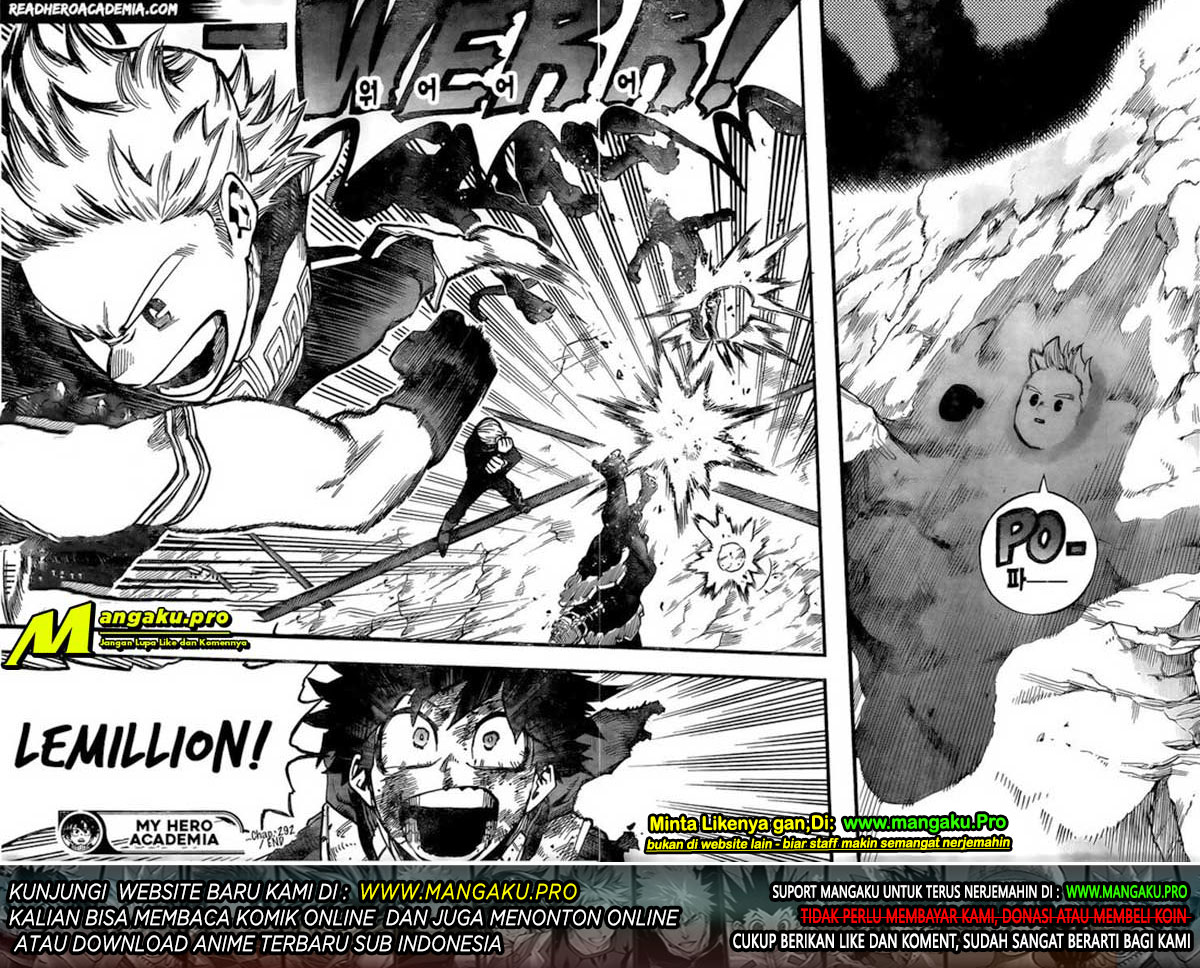 READHEROACADEMIA.COM
-WERR!
워 어 어 어
PO-
파—
Mangaku.pro
Jangan Lupa Like dan Komennya
LEMILLION!
MY HERO
ACADEMIA
Chap.292
END
Minta Likenya gan,Di: www.mangaku.Pro
bukan di website lain - biar staff makin semangat nerjemahin
KUNJUNGI WEBSITE BARU KAMI DI : WWW.MANGAKU.PRO
KALIAN BISA MEMBACA KOMIK ONLINE DAN JUGA MENONTON ONLINE
ATAU DOWNLOAD ANIME TERBARU SUB INDONESIA
SUPORT MANGAKU UNTUK TERUS NERJEMAHIN DI : WWW.MANGAKU.PRO
TIDAK PERLU MEMBAYAR KAMI, DONASI ATAU MEMBELI KOIN
CUKUP BERIKAN LIKE DAN KOMENT, SUDAH SANGAT BERARTI BAGI KAMI